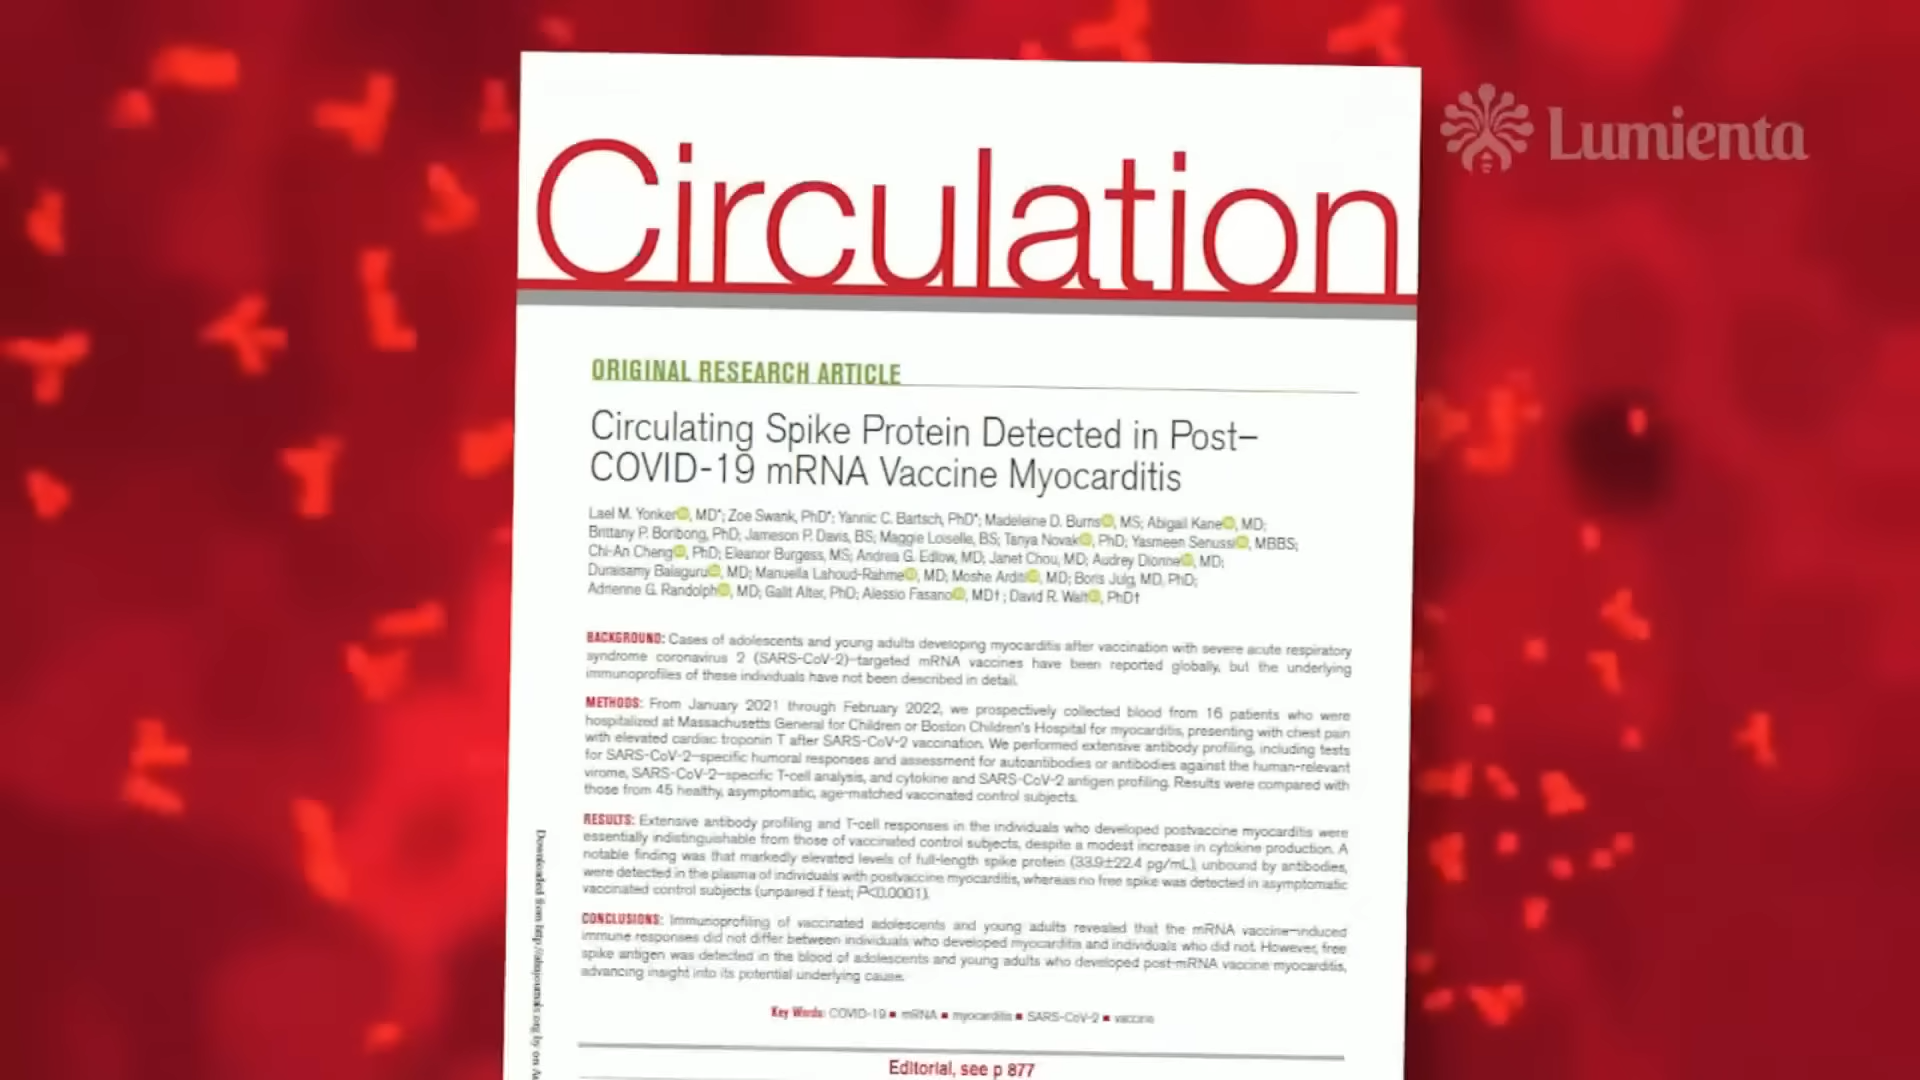 Lumienta
Circulation
ORIGINAL RESEARCH ARTICLE
Circulating Spike Protein Detected in Post–
COVID-19 mRNA Vaccine Myocarditis
Lael M. Yonker, MD*; Zoe Swank, PhD*; Yannic C. Bartsch, PhD*; Madeleine D. Burns, MS; Abigail Kane, MD;
Brittany P. Boribong, PhD; Jameson P. Davis, BS; Maggie Loiselle, BS; Tanya Novak, PhD; Yasmeen Senussi, MBBS;
Chi-An Cheng, PhD; Eleanor Burgess, MS; Andrea G. Edlow, MD; Janet Chou, MD; Audrey Dionne, MD;
Duraisamy Balaguru, MD; Manuella Lahoud-Rahme, MD; Moshe Arditi, MD; Boris Julg, MD, PhD;
Adrienne G. Randolph, MD; Galit Alter, PhD; Alessio Fasano, MD†; David R. Walt, PhD†
BACKGROUND: Cases of adolescents and young adults developing myocarditis after vaccination with severe acute respiratory
syndrome coronavirus 2 (SARS-CoV-2)–targeted mRNA vaccines have been reported globally, but the underlying
immunoprofiles of these individuals have not been described in detail.
METHODS: From January 2021 through February 2022, we prospectively collected blood from 16 patients who were
hospitalized at Massachusetts General for Children or Boston Children's Hospital for myocarditis, presenting with chest pain
with elevated cardiac troponin T after SARS-CoV-2 vaccination. We performed extensive antibody profiling, including tests
for SARS-CoV-2–specific humoral responses and assessment for autoantibodies or antibodies against the human-relevant
virome, SARS-CoV-2–specific T-cell analysis, and cytokine and SARS-CoV-2 antigen profiling. Results were compared with
those from 45 healthy, asymptomatic, age-matched vaccinated control subjects.
RESULTS: Extensive antibody profiling and T-cell responses in the individuals who developed postvaccine myocarditis were
essentially indistinguishable from those of vaccinated control subjects, despite a modest increase in cytokine production. A
notable finding was that markedly elevated levels of full-length spike protein (33.9±22.4 pg/mL), unbound by antibodies,
were detected in the plasma of individuals with postvaccine myocarditis, whereas no free spike was detected in asymptomatic
vaccinated control subjects (unpaired t test; P<0.0001).
CONCLUSIONS: Immunoprofiling of vaccinated adolescents and young adults revealed that the mRNA vaccine–induced
immune responses did not differ between individuals who developed myocarditis and individuals who did not. However, free
spike antigen was detected in the blood of adolescents and young adults who developed post-mRNA vaccine myocarditis,
advancing insight into its potential underlying cause.
Key Words: COVID-19 ■ mRNA ■ myocarditis ■ SARS-CoV-2 ■ vaccine
Editorial, see p 877
Downloaded from http://ahajournals.org by on